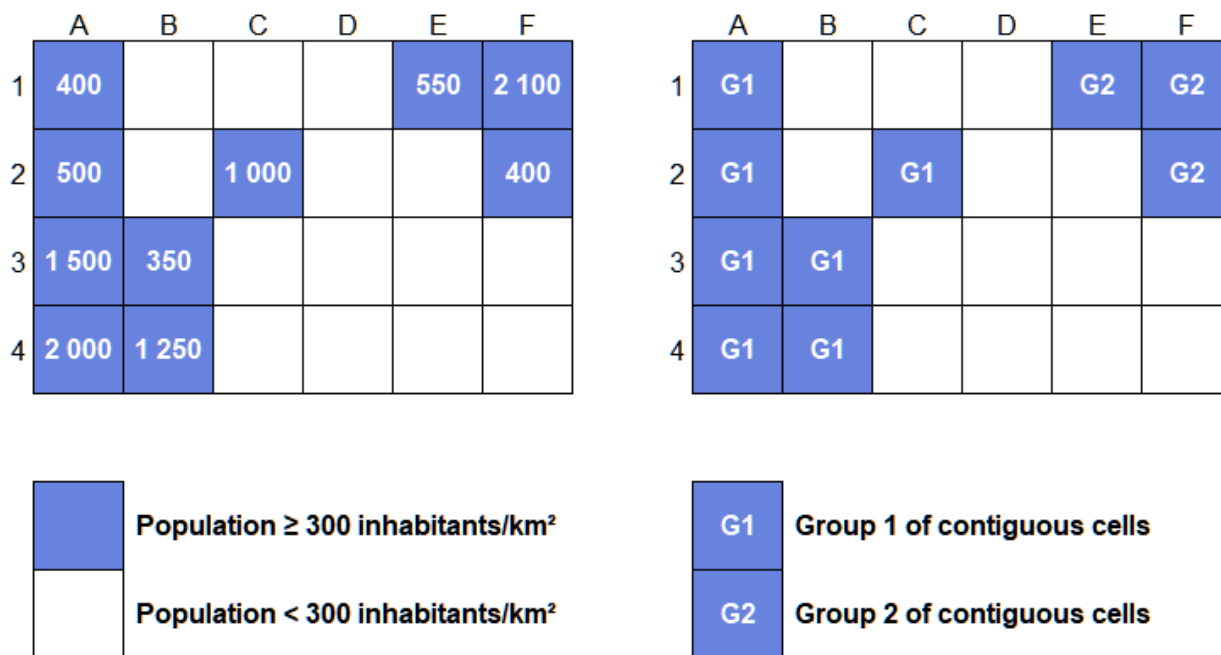 A B C D E F
1 400 550 2 100
2 500 1 000 400
3 1 500 350
4 2 000 1 250
Population ≥ 300 inhabitants/km²
Population < 300 inhabitants/km²
A B C D E F
1 G1 G2 G2
2 G1 G1 G2
3 G1 G1
4 G1 G1
G1 Group 1 of contiguous cells
G2 Group 2 of contiguous cells